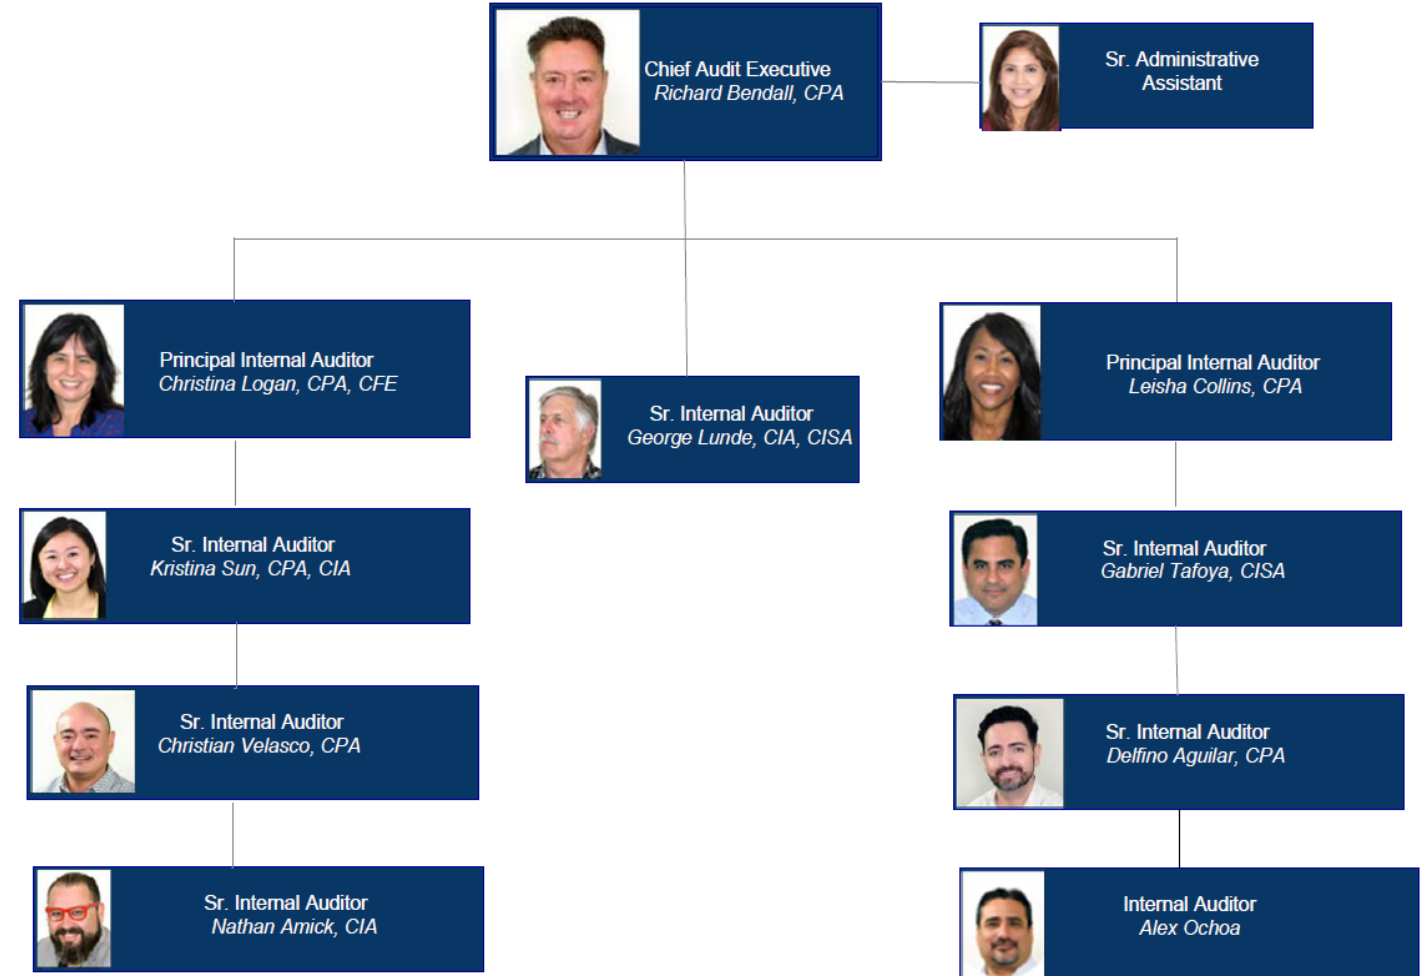 Chief Audit Executive
Richard Bendall, CPA
Sr. Administrative
Assistant
Principal Internal Auditor
Christina Logan, CPA, CFE
Principal Internal Auditor
Leisha Collins, CPA
Sr. Internal Auditor
George Lunde, CIA, CISA
Sr. Internal Auditor
Kristina Sun, CPA, CIA
Sr. Internal Auditor
Gabriel Tafoya, CISA
Sr. Internal Auditor
Christian Velasco, CPA
Sr. Internal Auditor
Delfino Aguilar, CPA
Sr. Internal Auditor
Nathan Amick, CIA
Internal Auditor
Alex Ochoa